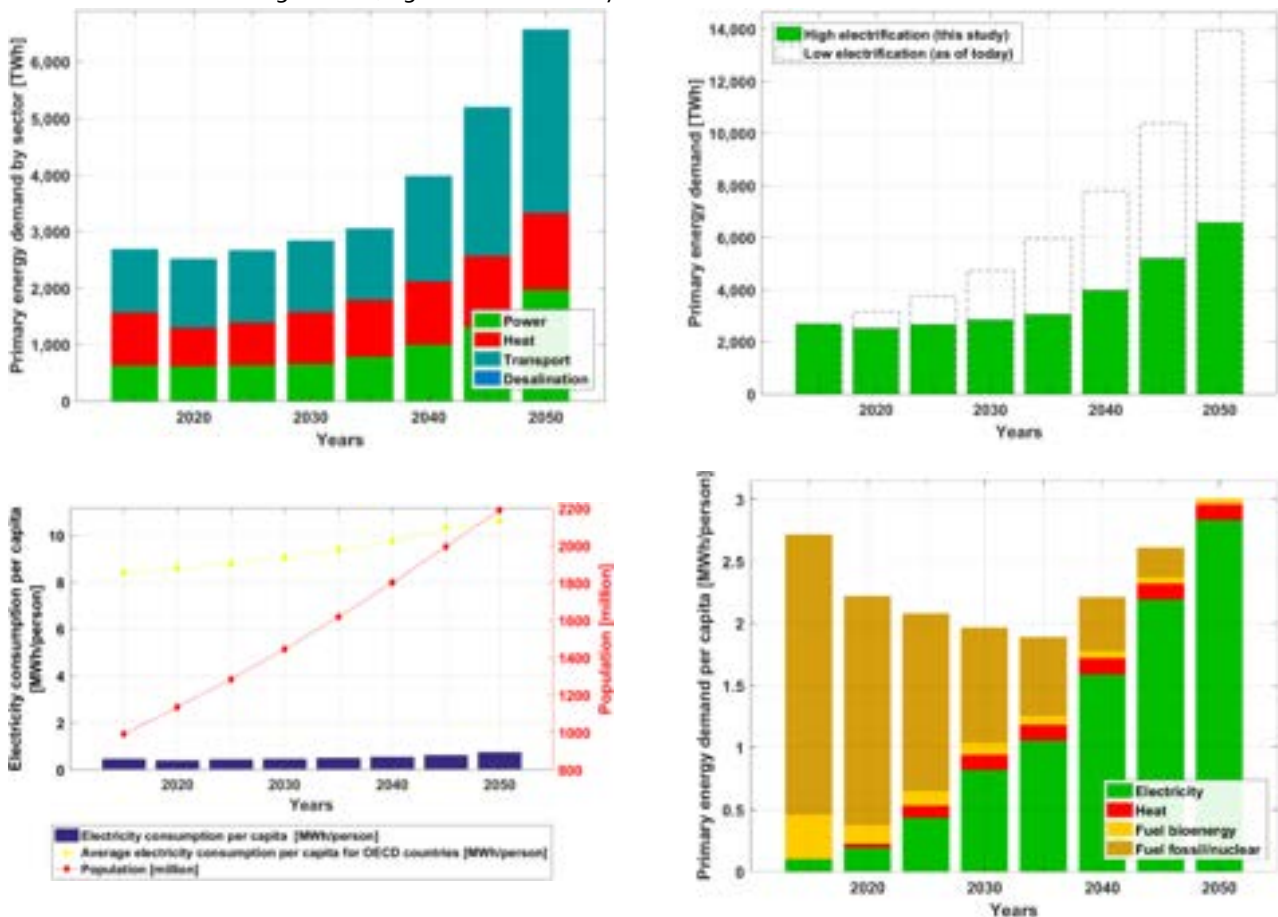 Primary energy demand by sector [TWh]
6,000
5,000
4,000
3,000
2,000
1,000
0
Power
Heat
Transport
Desalination
2020 2030 2040 2050
Years
Primary energy demand [TWh]
14,000
12,000
10,000
8,000
6,000
4,000
2,000
0
High electrification (this study)
Low electrification (as of today)
2020 2030 2040 2050
Years
Electricity consumption per capita
[MWh/person]
10
8
6
4
2
0
2200
2000
1800
1600
1400
1200
1000
800
Population [million]
2020 2030 2040 2050
Years
Electricity consumption per capita [MWh/person]
Average electricity consumption per capita for OECD countries [MWh/person]
Population [million]
Primary energy demand per capita [MWh/person]
3
2.5
2
1.5
1
0.5
0
Electricity
Heat
Fuel bioenergy
Fuel fossil/nuclear
2020 2030 2040 2050
Years